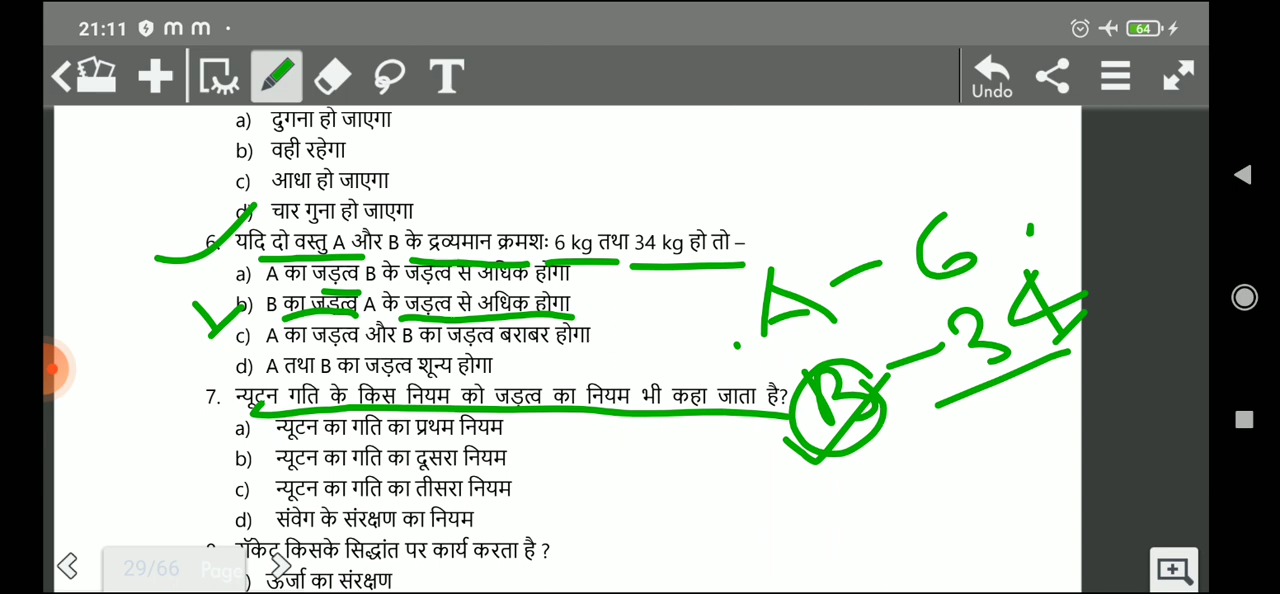 21:11 m m · 64
T Undo
a) दुगना हो जाएगा
b) वही रहेगा
c) आधा हो जाएगा
d) चार गुना हो जाएगा
6. यदि दो वस्तु A और B के द्रव्यमान क्रमशः 6 kg तथा 34 kg हो तो –
a) A का जड़त्व B के जड़त्व से अधिक होगा
b) B का जड़त्व A के जड़त्व से अधिक होगा
c) A का जड़त्व और B का जड़त्व बराबर होगा
d) A तथा B का जड़त्व शून्य होगा
A – 6
B – 34
7. न्यूटन गति के किस नियम को जड़त्व का नियम भी कहा जाता है?
a) न्यूटन का गति का प्रथम नियम
b) न्यूटन का गति का दूसरा नियम
c) न्यूटन का गति का तीसरा नियम
d) संवेग के संरक्षण का नियम
रॉकेट किसके सिद्धांत पर कार्य करता है ?
) ऊर्जा का संरक्षण
29/66 Page